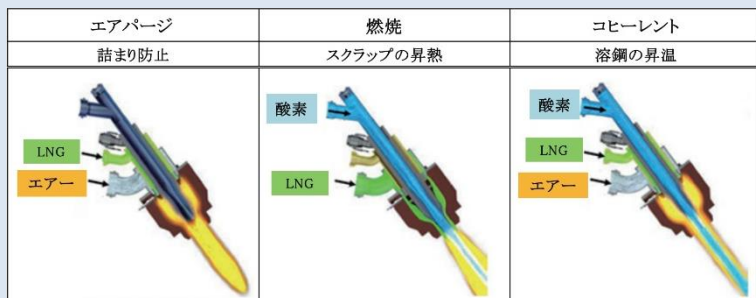 エアパージ
燃焼
コヒーレント
詰まり防止
スクラップの昇熱
溶鋼の昇温
LNG
エアー
酸素
LNG
酸素
LNG
エアー